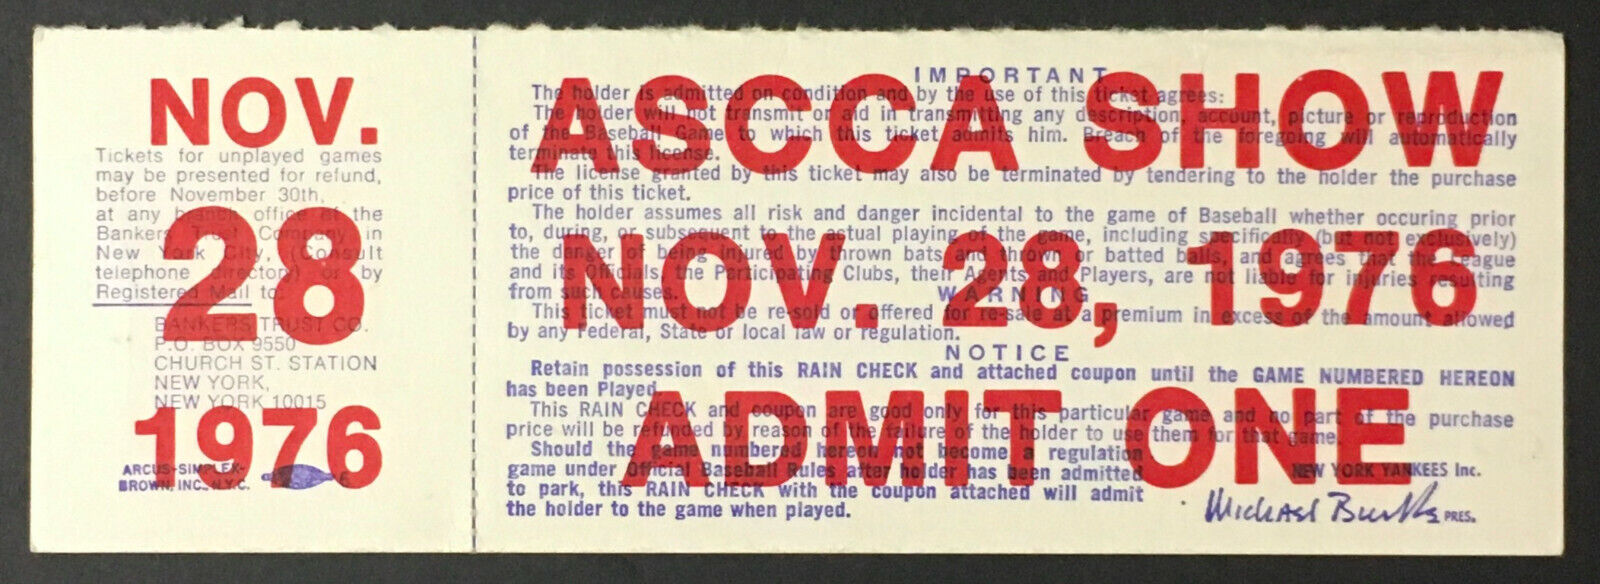 NOV.
28
1976
Tickets for unplayed games
may be presented for refund,
before November 30th,
at any branch office of the
Bankers Trust Company in
New York City, (Consult
telephone directory) or by
Registered Mail to:
BANKERS TRUST CO.
P.O. BOX 9550
CHURCH ST. STATION
NEW YORK,
NEW YORK 10015
ARCUS-SIMPLEX-
BROWN, INC., N.Y.C.
ASCCA SHOW
NOV. 28, 1976
ADMIT ONE
IMPORTANT
The holder is admitted on condition and by the use of this ticket agrees:
The holder will not transmit or aid in transmitting any description, account, picture or reproduction
of the Baseball Game to which this ticket admits him. Breach of the foregoing will automatically
terminate this license.
The license granted by this ticket may also be terminated by tendering to the holder the purchase
price of this ticket.
The holder assumes all risk and danger incidental to the game of Baseball whether occuring prior
to, during, or subsequent to the actual playing of the game, including specifically (but not exclusively)
the danger of being injured by thrown bats and thrown or batted balls, and agrees that the League
and its Officials, the Participating Clubs, their Agents and Players, are not liable for injuries resulting
from such causes.
WARNING
This ticket must not be re-sold or offered for re-sale at a premium in excess of the amount allowed
by any Federal, State or local law or regulation.
NOTICE
Retain possession of this RAIN CHECK and attached coupon until the GAME NUMBERED HEREON
has been Played.
This RAIN CHECK and coupon are good only for this particular game and no part of the purchase
price will be refunded by reason of the failure of the holder to use them for that game.
Should the game numbered hereon not become a regulation
game under Official Baseball Rules after holder has been admitted
to park, this RAIN CHECK with the coupon attached will admit
the holder to the game when played.
NEW YORK YANKEES Inc.
Michael Burke PRES.